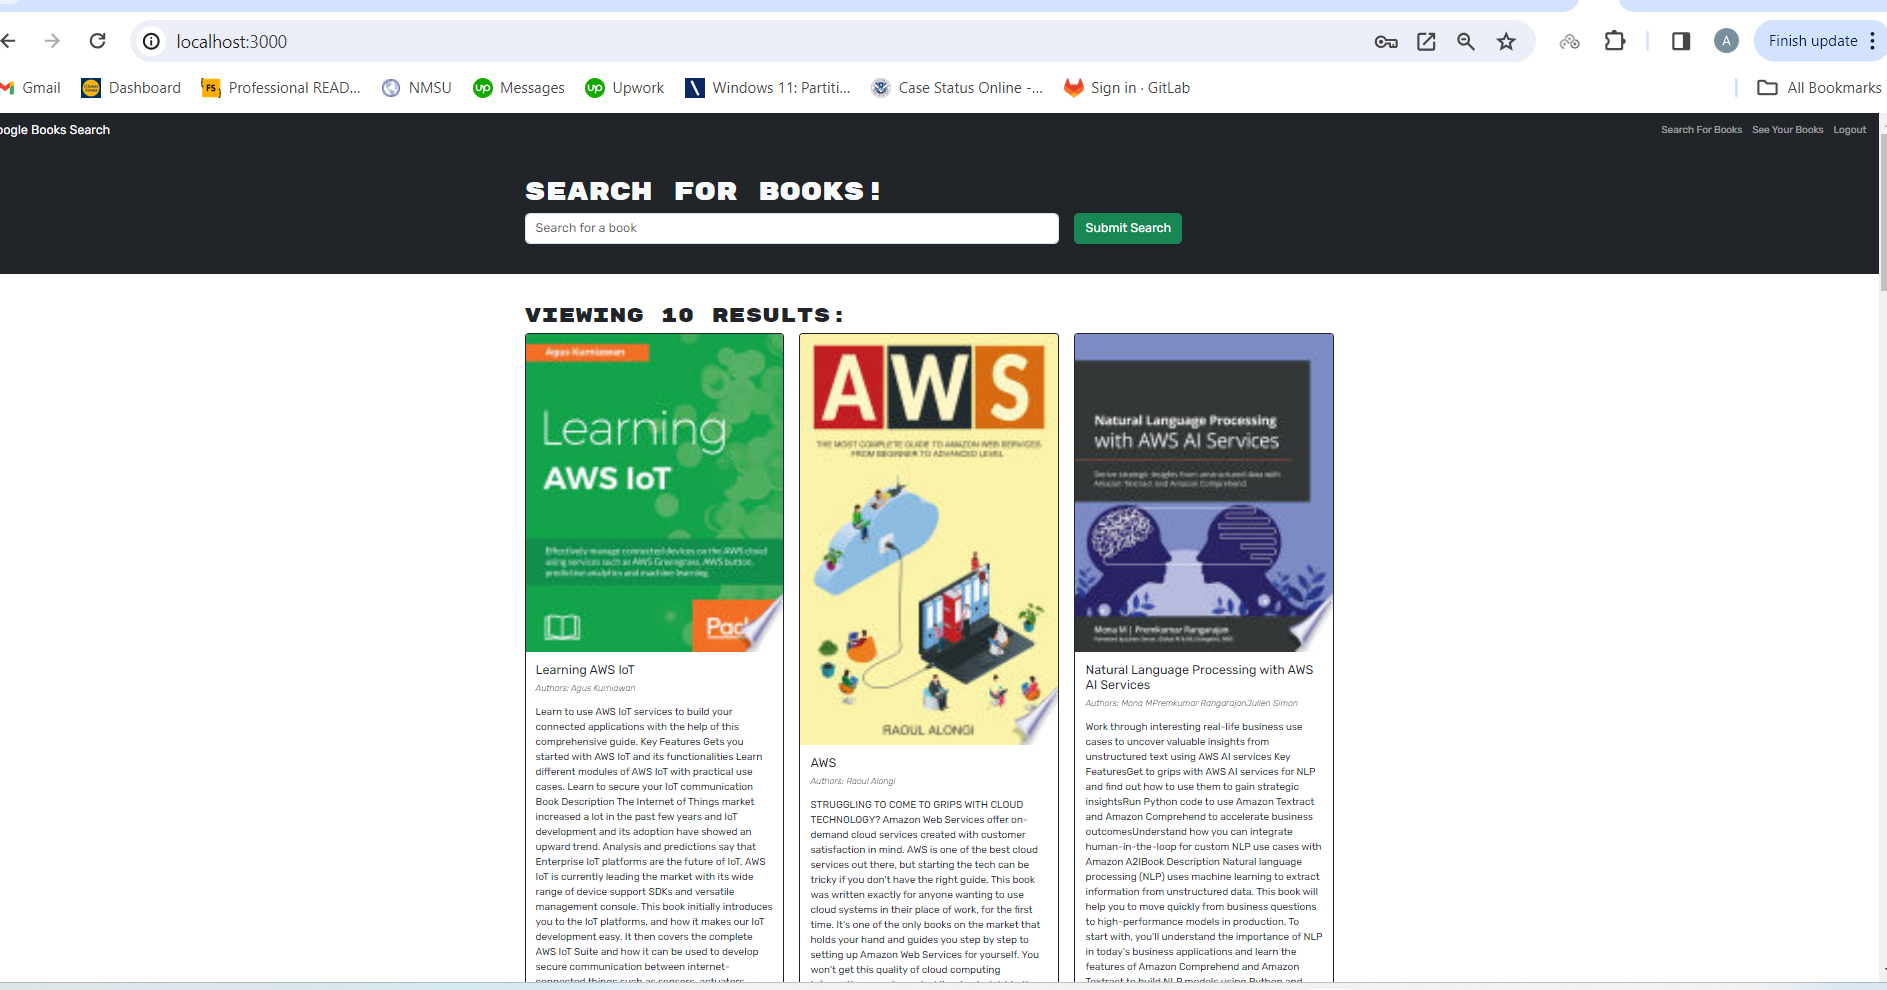 localhost:3000
A
Finish update
Gmail
Dashboard
FS Professional READ...
NMSU
up Messages
up Upwork
Windows 11: Partiti...
Case Status Online -...
Sign in · GitLab
All Bookmarks
oogle Books Search
Search For Books See Your Books Logout
SEARCH FOR BOOKS!
Search for a book
Submit Search
VIEWING 10 RESULTS:
Agus Kurniawan
Learning
AWS IoT
Effectively manage connected devices on the AWS cloud
using services such as AWS Greengrass, AWS button,
predictive analytics and machine learning.
Pack
Learning AWS IoT
Authors: Agus Kurniawan
Learn to use AWS IoT services to build your
connected applications with the help of this
comprehensive guide. Key Features Gets you
started with AWS IoT and its functionalities Learn
different modules of AWS IoT with practical use
cases. Learn to secure your IoT communication
Book Description The Internet of Things market
increased a lot in the past few years and IoT
development and its adoption have showed an
upward trend. Analysis and predictions say that
Enterprise IoT platforms are the future of IoT. AWS
IoT is currently leading the market with its wide
range of device support SDKs and versatile
management console. This book initially introduces
you to the IoT platforms, and how it makes our IoT
development easy. It then covers the complete
AWS IoT Suite and how it can be used to develop
secure communication between internet-
connected things such as sensors, actuators,
AWS
THE MOST COMPLETE GUIDE TO AMAZON WEB SERVICES
FROM BEGINNER TO ADVANCED LEVEL
RAOUL ALONGI
AWS
Authors: Raoul Alongi
STRUGGLING TO COME TO GRIPS WITH CLOUD
TECHNOLOGY? Amazon Web Services offer on-
demand cloud services created with customer
satisfaction in mind. AWS is one of the best cloud
services out there, but starting the tech can be
tricky if you don't have the right guide. This book
was written exactly for anyone wanting to use
cloud systems in their place of work, for the first
time. It's one of the only books on the market that
holds your hand and guides you step by step to
setting up Amazon Web Services for yourself. You
won't get this quality of cloud computing
Natural Language Processing
with AWS AI Services
Derive strategic insights from unstructured data with
Amazon Textract and Amazon Comprehend
Mona M | Premkumar Rangarajan
Natural Language Processing with AWS
AI Services
Authors: Mona MPremkumar RangarajanJulien Simon
Work through interesting real-life business use
cases to uncover valuable insights from
unstructured text using AWS AI services Key
FeaturesGet to grips with AWS AI services for NLP
and find out how to use them to gain strategic
insightsRun Python code to use Amazon Textract
and Amazon Comprehend to accelerate business
outcomesUnderstand how you can integrate
human-in-the-loop for custom NLP use cases with
Amazon A2IBook Description Natural language
processing (NLP) uses machine learning to extract
information from unstructured data. This book will
help you to move quickly from business questions
to high-performance models in production. To
start with, you'll understand the importance of NLP
in today's business applications and learn the
features of Amazon Comprehend and Amazon
Textract to build NLP models using Python and